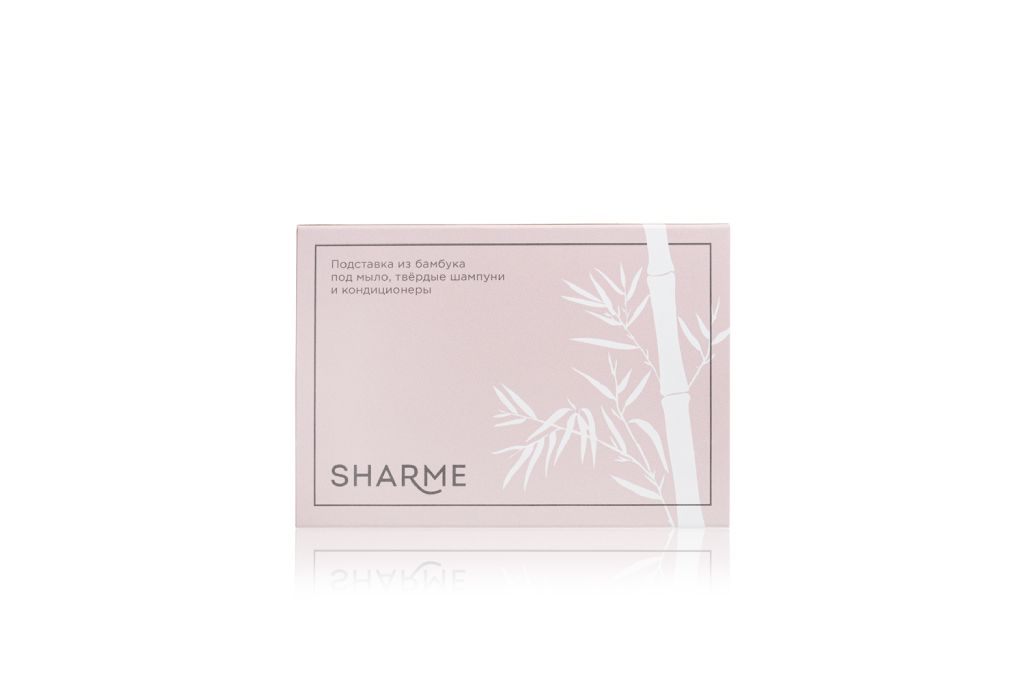 Подставка из бамбука
под мыло, твёрдые шампуни
и кондиционеры
SHARME